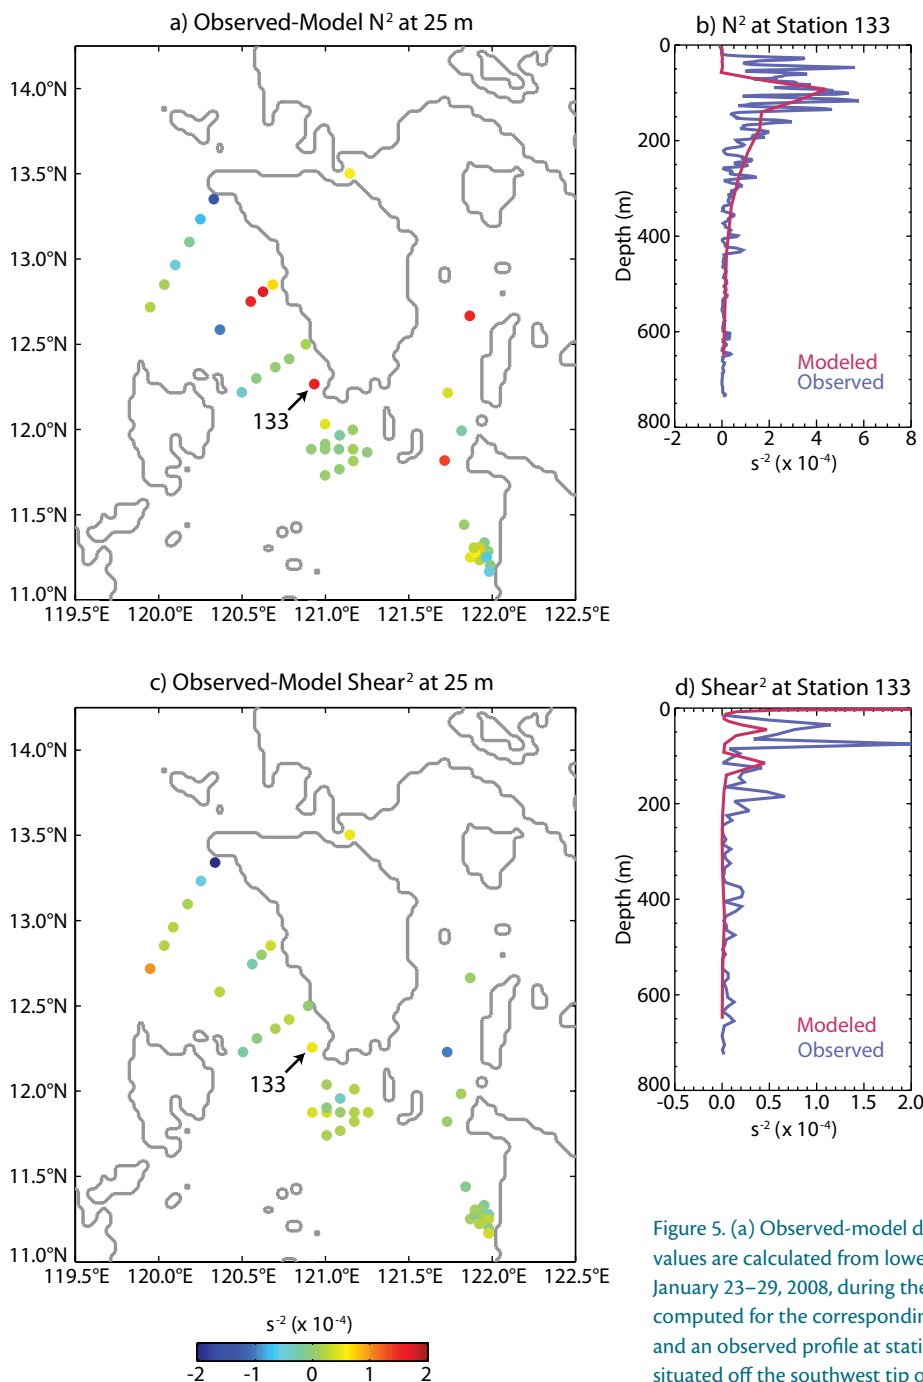 a) Observed-Model N² at 25 m
14.0°N
13.5°N
13.0°N
12.5°N
12.0°N
11.5°N
11.0°N
119.5°E 120.0°E 120.5°E 121.0°E 121.5°E 122.0°E 122.5°E
133
b) N² at Station 133
0
200
400
600
800
Depth (m)
Modeled
Observed
-2 0 2 4 6 8
s⁻² (x 10⁻⁴)
c) Observed-Model Shear² at 25 m
14.0°N
13.5°N
13.0°N
12.5°N
12.0°N
11.5°N
11.0°N
119.5°E 120.0°E 120.5°E 121.0°E 121.5°E 122.0°E 122.5°E
133
s⁻² (x 10⁻⁴)
-2 -1 0 1 2
d) Shear² at Station 133
0
200
400
600
800
Depth (m)
Modeled
Observed
-0.5 0.0 0.5 1.0 1.5 2.0
s⁻² (x 10⁻⁴)
Figure 5. (a) Observed-model d
values are calculated from lowe
January 23–29, 2008, during the
computed for the correspondin
and an observed profile at stati
situated off the southwest tip o